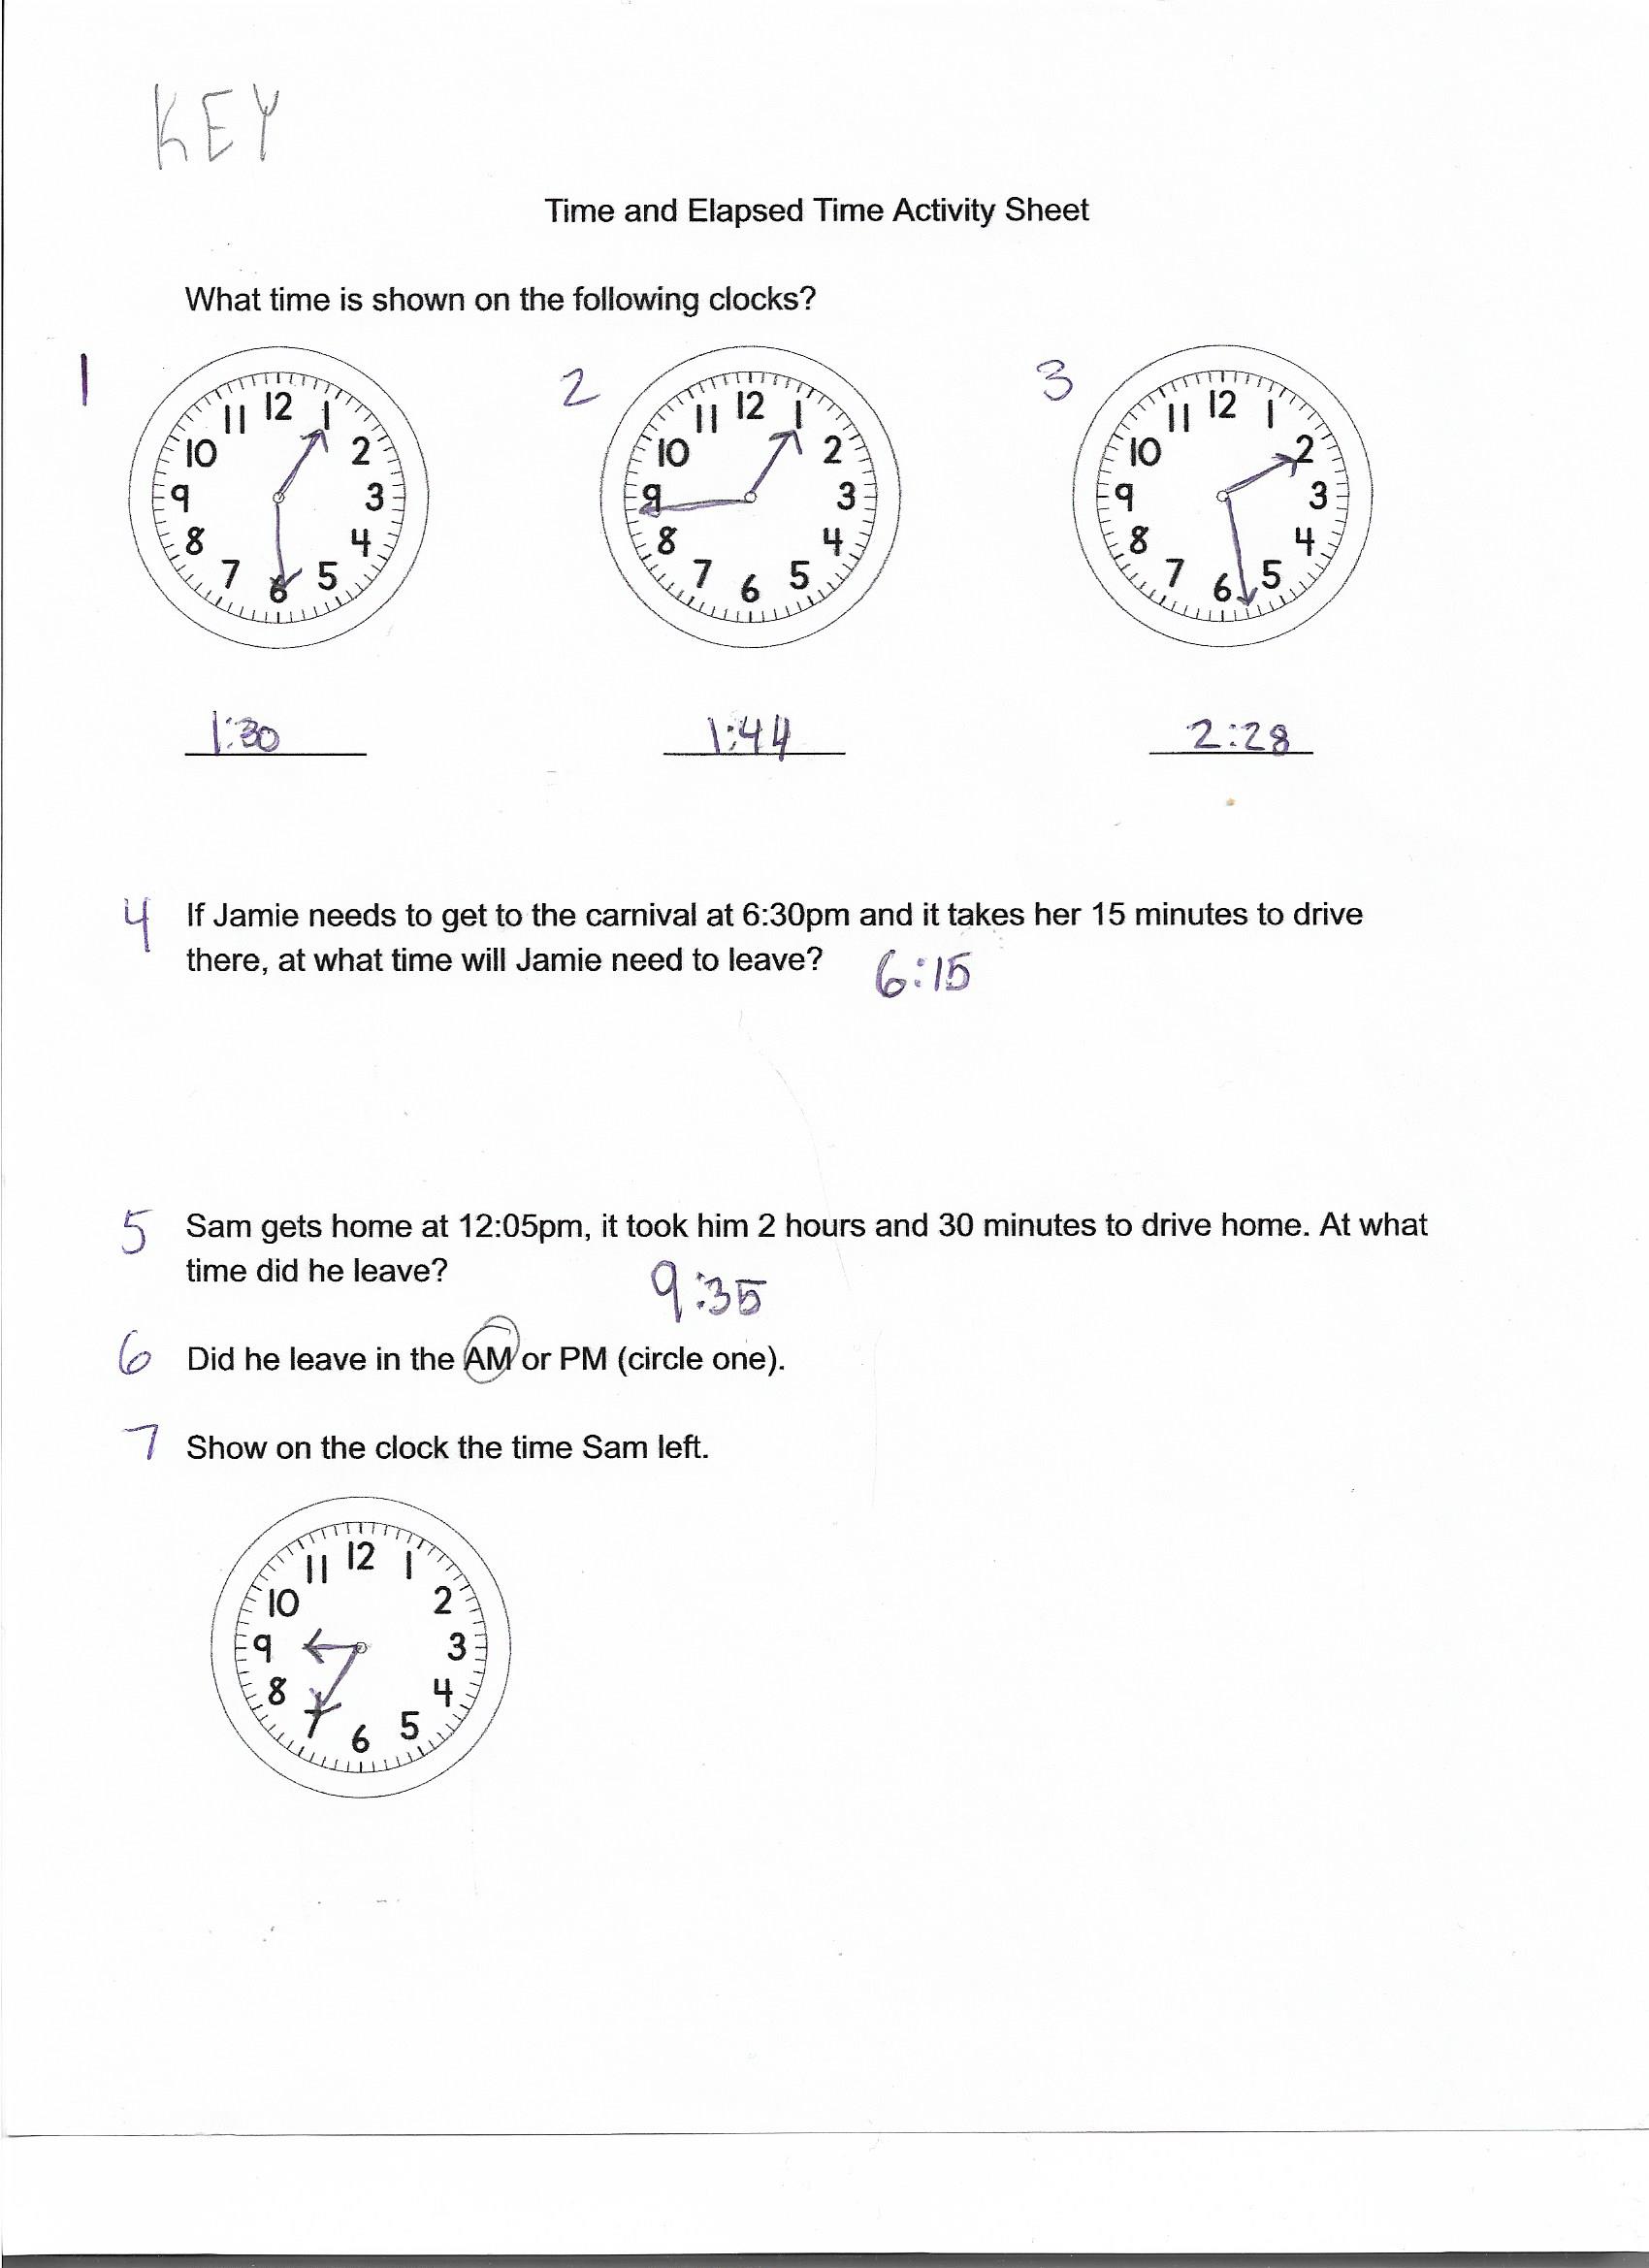 KEY
Time and Elapsed Time Activity Sheet
What time is shown on the following clocks?
1 2 3
12 1 2 3 4 5 6 7 8 9 10 11
12 1 2 3 4 5 6 7 8 9 10 11
12 1 2 3 4 5 6 7 8 9 10 11
1:30 1:44 2:28
4 If Jamie needs to get to the carnival at 6:30pm and it takes her 15 minutes to drive
there, at what time will Jamie need to leave? 6:15
5 Sam gets home at 12:05pm, it took him 2 hours and 30 minutes to drive home. At what
time did he leave? 9:35
6 Did he leave in the AM or PM (circle one).
7 Show on the clock the time Sam left.
12 1 2 3 4 5 6 7 8 9 10 11